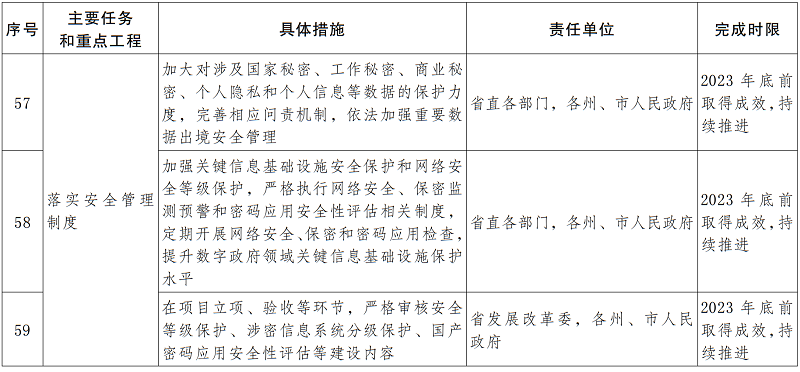 序号
主要任务
和重点工程
具体措施
责任单位
完成时限
57
落实安全管理
制度
加大对涉及国家秘密、工作秘密、商业秘
密、个人隐私和个人信息等数据的保护力
度，完善相应问责机制，依法加强重要数
据出境安全管理
省直各部门，各州、市人民政府
2023 年底前
取得成效，持
续推进
58
加强关键信息基础设施安全保护和网络安
全等级保护，严格执行网络安全、保密监
测预警和密码应用安全性评估相关制度，
定期开展网络安全、保密和密码应用检查，
提升数字政府领域关键信息基础设施保护
水平
省直各部门，各州、市人民政府
2023 年底前
取得成效，持
续推进
59
在项目立项、验收等环节，严格审核安全
等级保护、涉密信息系统分级保护、国产
密码应用安全性评估等建设内容
省发展改革委，各州、市人民
政府
2023 年底前
取得成效，持
续推进